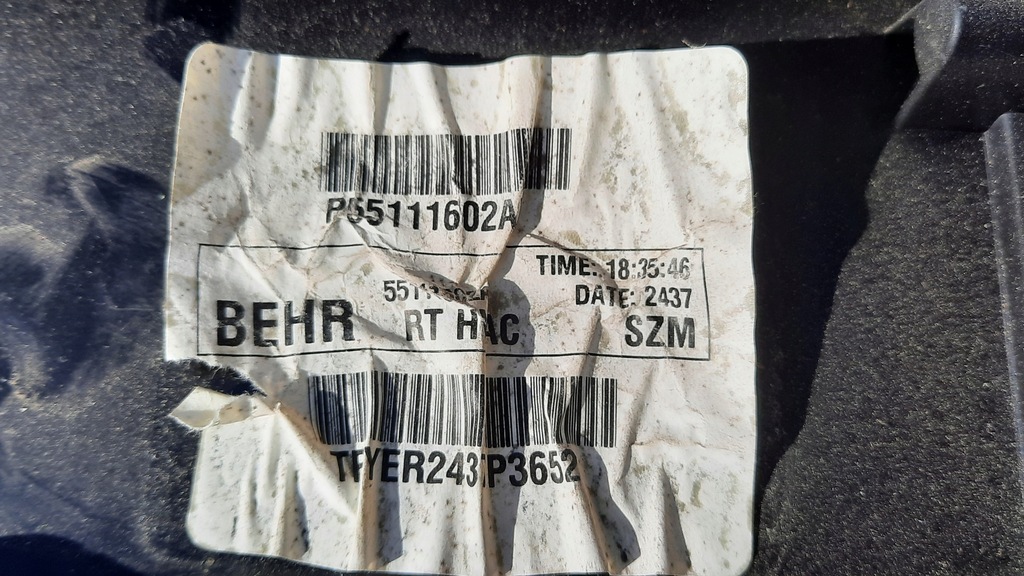 P55111602A
TIME: 18:35:46
DATE: 2437
BEHR RT HAC SZM